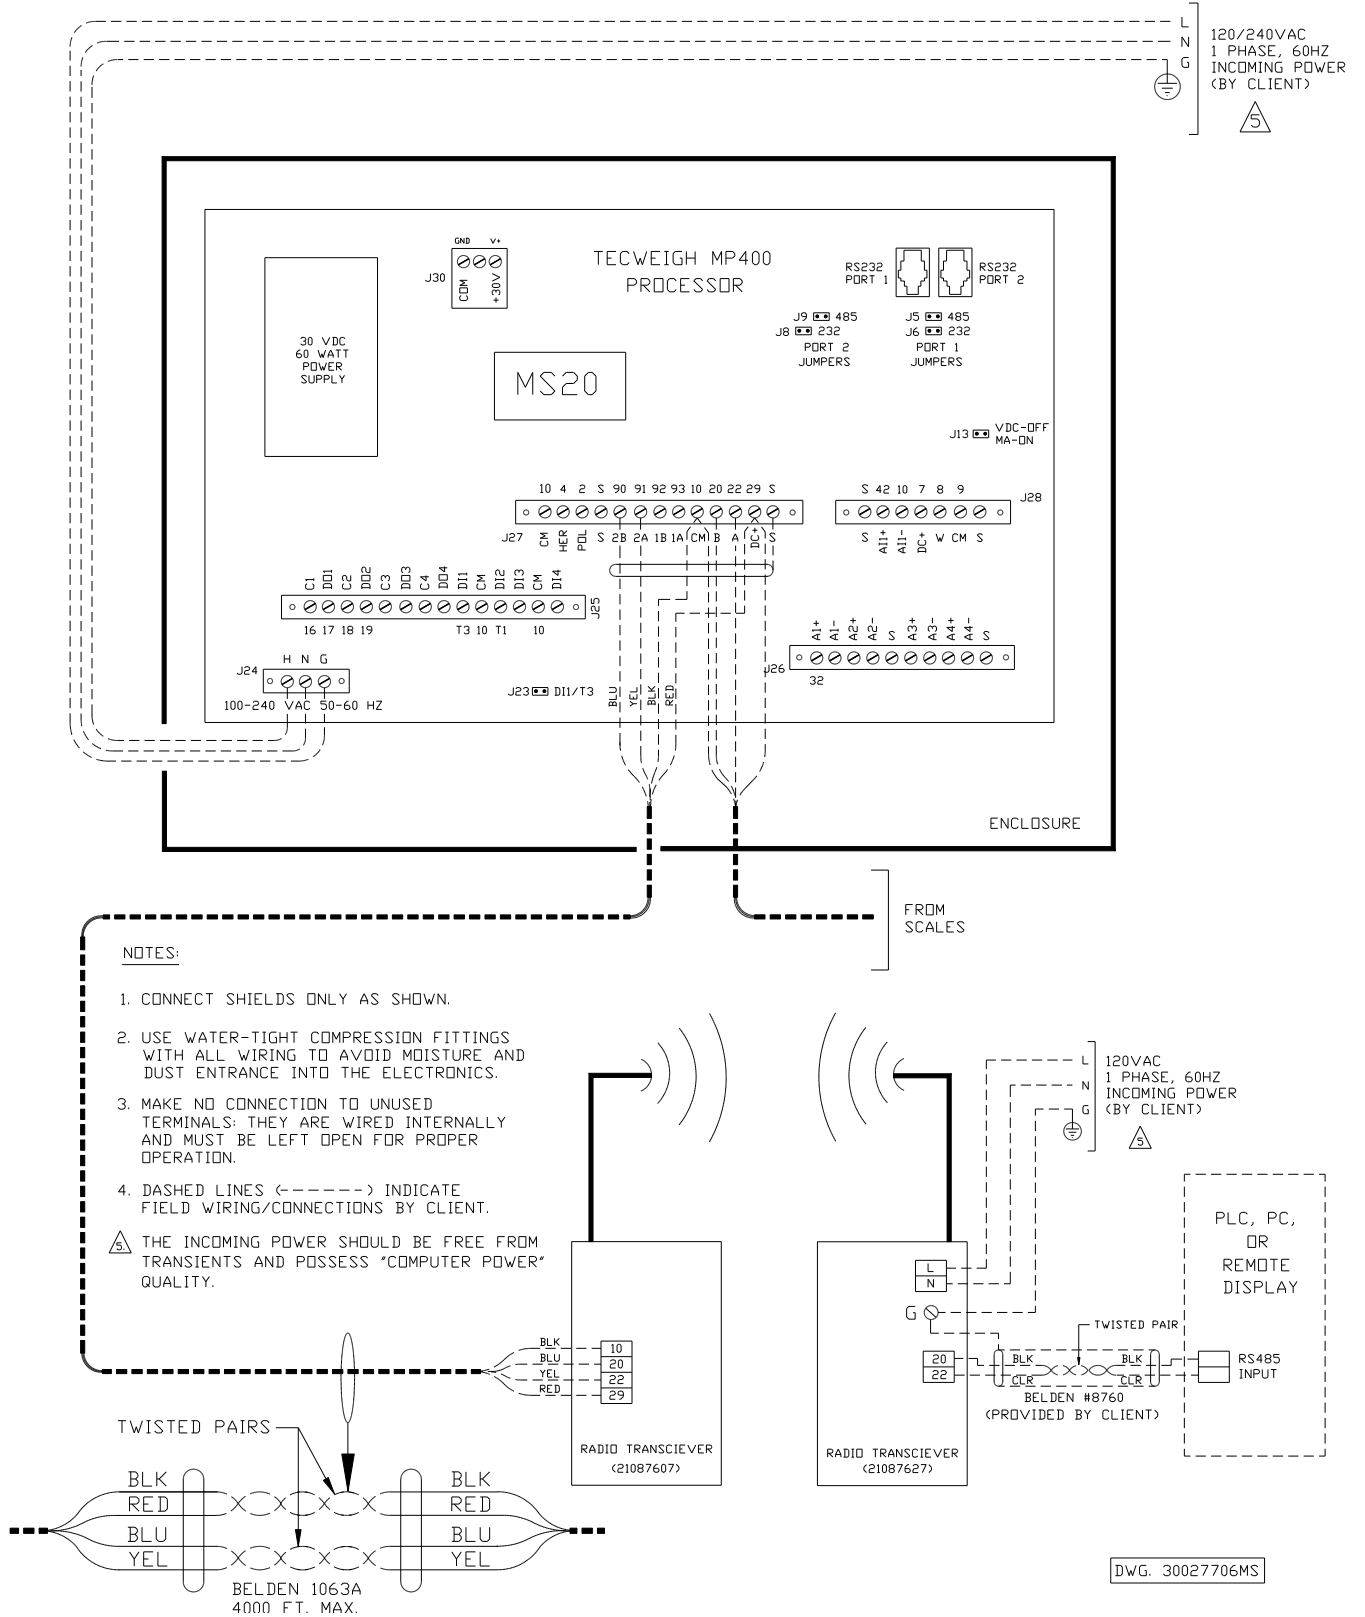 L
N
G
120/240VAC
1 PHASE, 60HZ
INCOMING POWER
(BY CLIENT)
5
GND V+
J30
COM
+30V
TECWEIGH MP400
PROCESSOR
RS232
PORT 1
RS232
PORT 2
J9 485
J8 232
PORT 2
JUMPERS
J5 485
J6 232
PORT 1
JUMPERS
30 VDC
60 WATT
POWER
SUPPLY
MS20
J13
VDC-OFF
MA-ON
10 4 2 S 90 91 92 93 10 20 22 29 S
J27
CM HER POL S 2B 2A 1B 1A CM B A DC+ S
S 42 10 7 8 9
J28
S AI1+ AI1- DC+ W CM S
C1 DO1 C2 DO2 C3 DO3 C4 DO4 DI1 CM DI2 DI3 CM DI4
J25
16 17 18 19 T3 10 T1 10
A1+ A1- A2+ A2- S A3+ A3- A4+ A4- S
J26
32
H N G
J24
100-240 VAC 50-60 HZ
J23 DI1/T3
BLU
YEL
BLK
RED
ENCLOSURE
FROM
SCALES
NOTES:
1. CONNECT SHIELDS ONLY AS SHOWN.
2. USE WATER-TIGHT COMPRESSION FITTINGS
WITH ALL WIRING TO AVOID MOISTURE AND
DUST ENTRANCE INTO THE ELECTRONICS.
3. MAKE NO CONNECTION TO UNUSED
TERMINALS: THEY ARE WIRED INTERNALLY
AND MUST BE LEFT OPEN FOR PROPER
OPERATION.
4. DASHED LINES (-------) INDICATE
FIELD WIRING/CONNECTIONS BY CLIENT.
5. THE INCOMING POWER SHOULD BE FREE FROM
TRANSIENTS AND POSSESS "COMPUTER POWER"
QUALITY.
L
N
G
120VAC
1 PHASE, 60HZ
INCOMING POWER
(BY CLIENT)
5
PLC, PC,
OR
REMOTE
DISPLAY
BLK 10
BLU 20
YEL 22
RED 29
RADIO TRANSCIEVER
(21087607)
L
N
G
20
22
RADIO TRANSCIEVER
(21087627)
TWISTED PAIR
BLK BLK
CLR CLR
BELDEN #8760
(PROVIDED BY CLIENT)
RS485
INPUT
TWISTED PAIRS
BLK BLK
RED RED
BLU BLU
YEL YEL
BELDEN 1063A
4000 FT. MAX.
DWG. 30027706MS